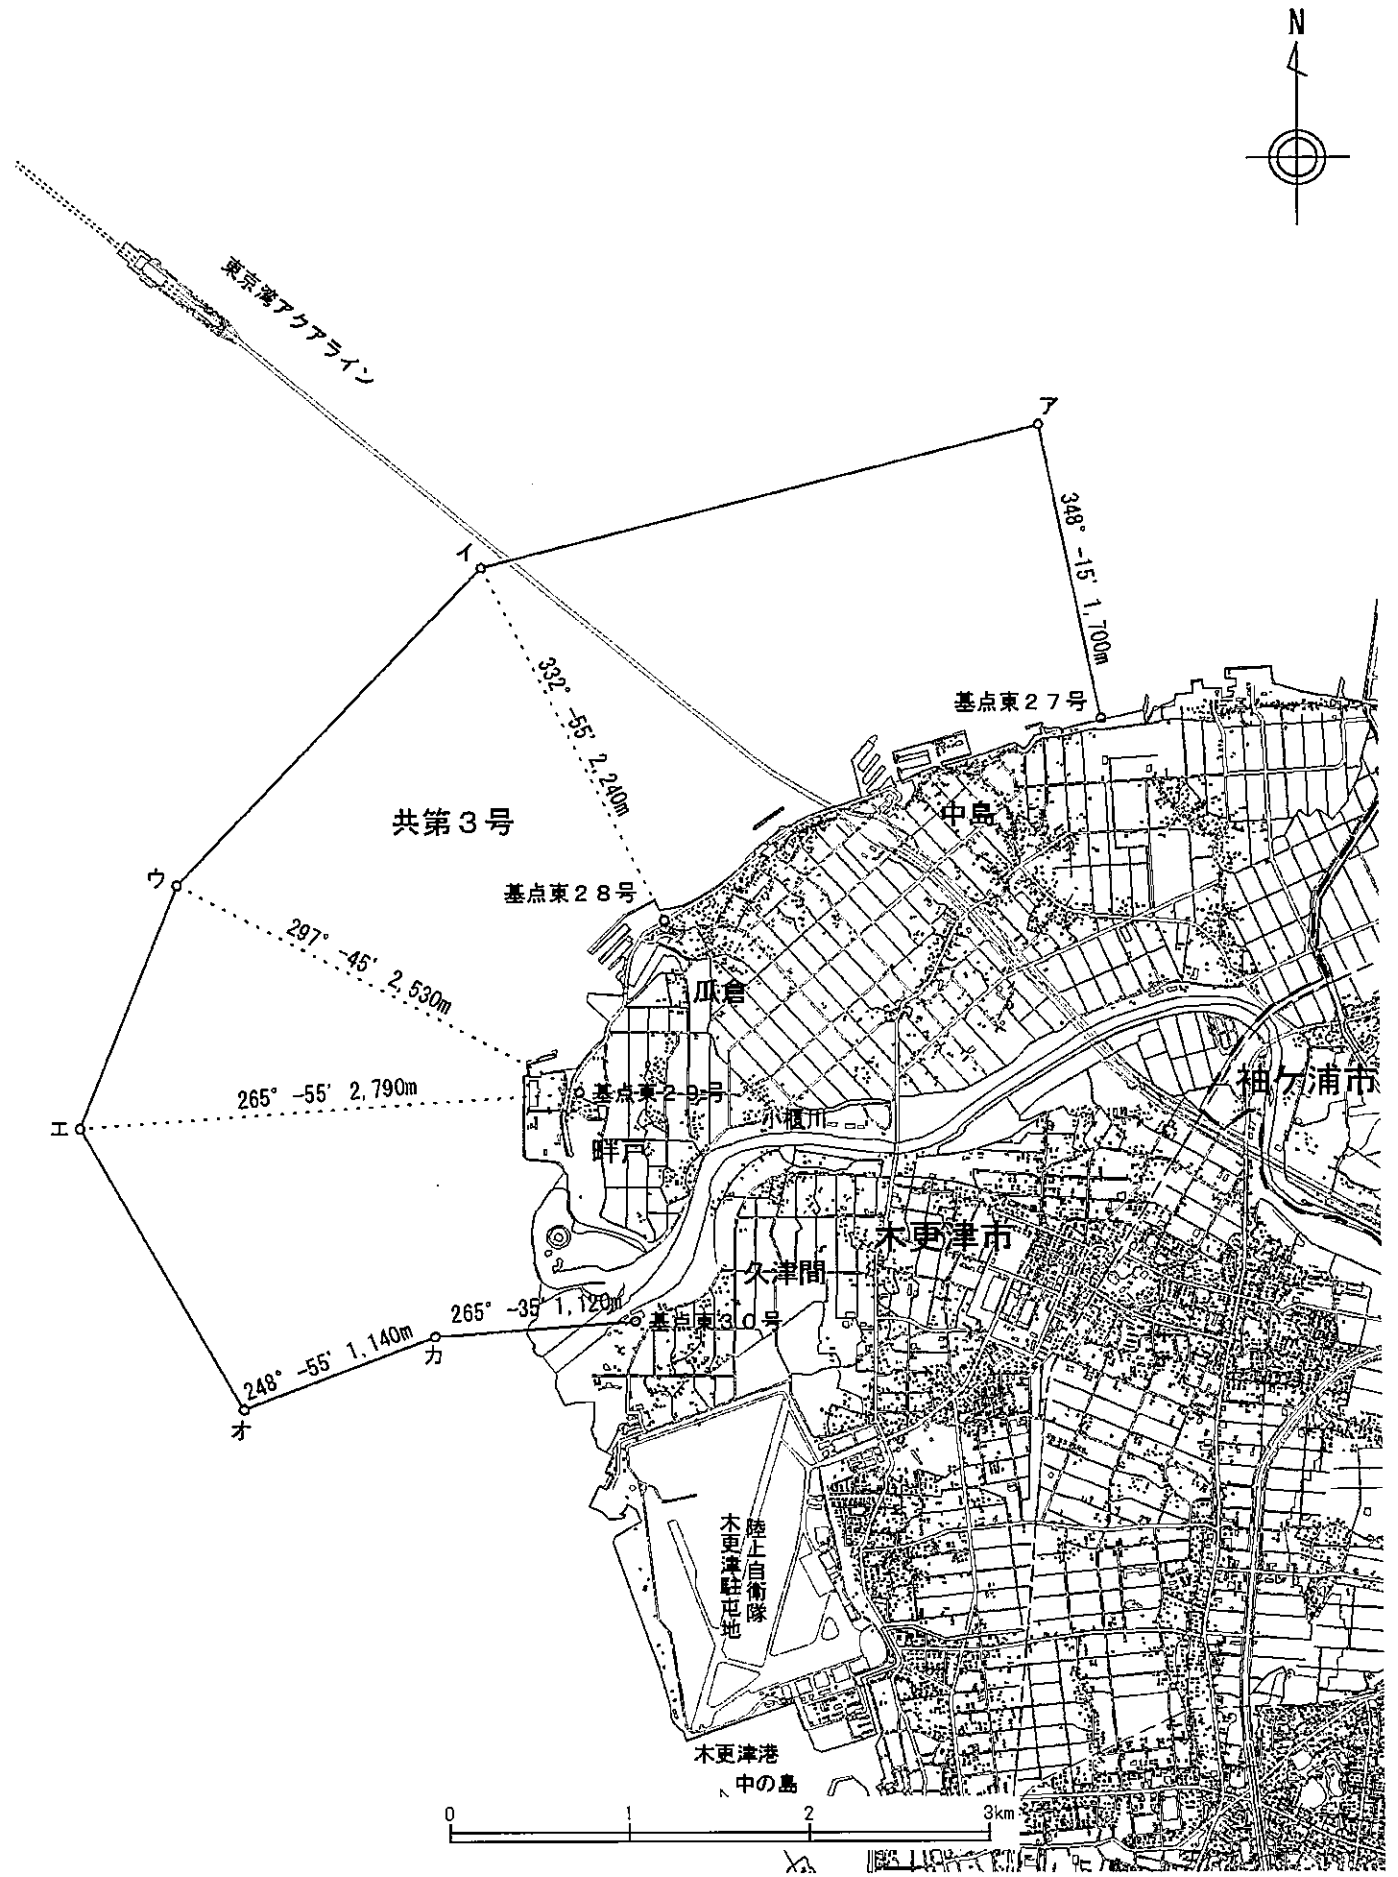 N
東京湾アクアライン
ア
348° -15' 1,700m
イ
332° -55' 2,240m
基点東27号
中島
共第3号
ウ
基点東28号
297° -45' 2,530m
瓜倉
袖ケ浦市
265° -55' 2,790m
基点東29号
エ
小櫃川
畔戸
木更津市
久津間
265° -35' 1,120m
基点東30号
248° -55' 1,140m
カ
オ
陸上自衛隊
木更津駐屯地
木更津港
中の島
0 1 2 3km